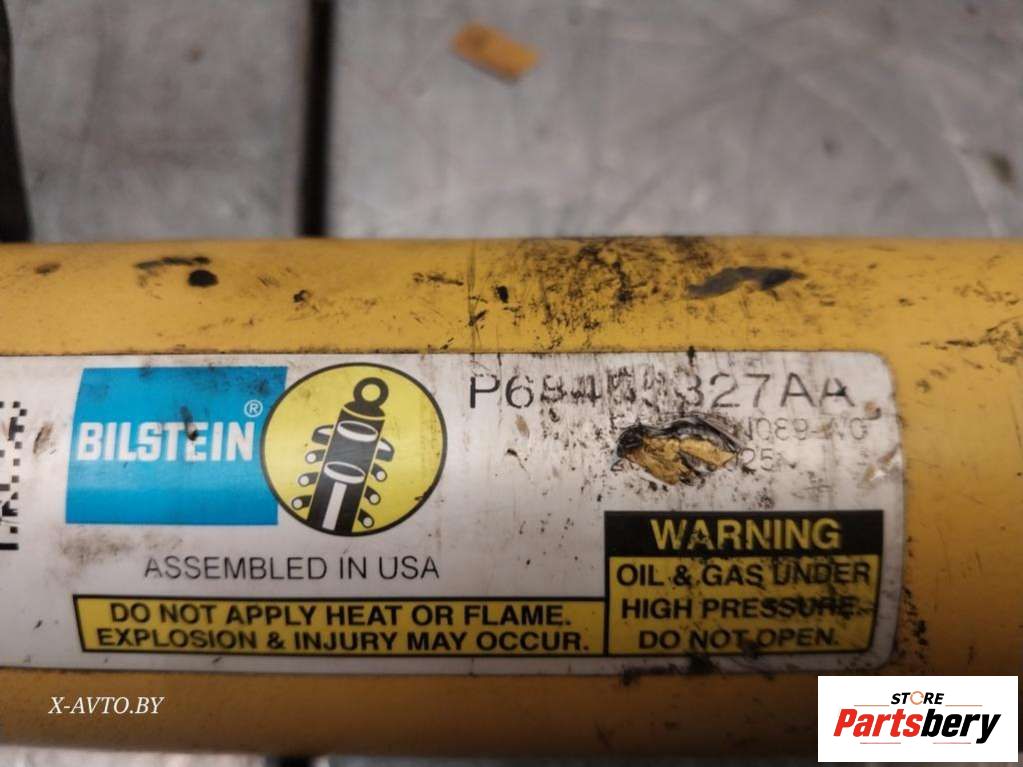 BILSTEIN®
ASSEMBLED IN USA
DO NOT APPLY HEAT OR FLAME.
EXPLOSION & INJURY MAY OCCUR.
WARNING
OIL & GAS UNDER
HIGH PRESSURE.
DO NOT OPEN.
X-AVTO.BY
STORE
Partsbery